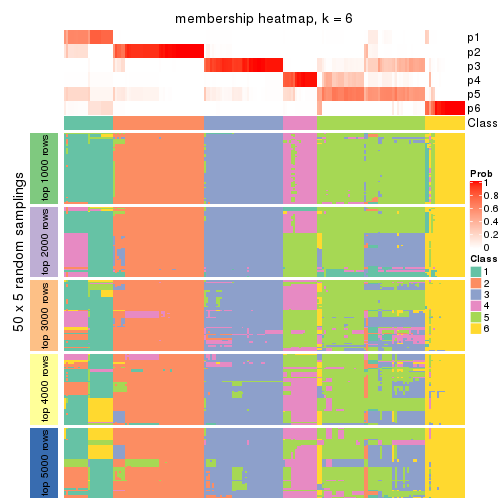 membership heatmap, k = 6
p1
p2
p3
p4
p5
p6
Class
50 x 5 random samplings
top 1000 rows
top 2000 rows
top 3000 rows
top 4000 rows
top 5000 rows
Prob
1
0.8
0.6
0.4
0.2
0
Class
1
2
3
4
5
6